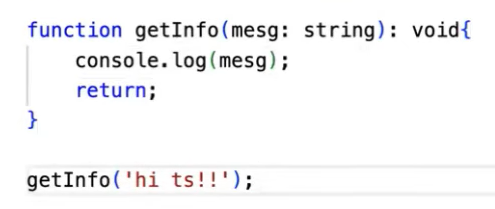 function getInfo(mesg: string): void{
    console.log(mesg);
    return;
}

getInfo('hi ts!!');